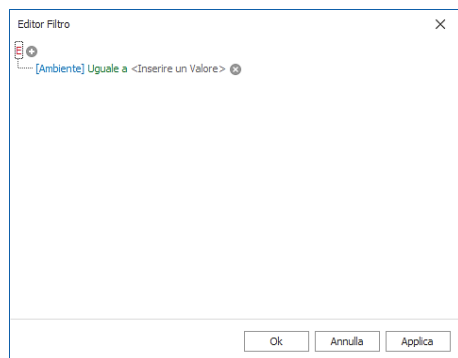 Editor Filtro
E
[Ambiente] Uguale a <Inserire un Valore>
Ok Annulla Applica